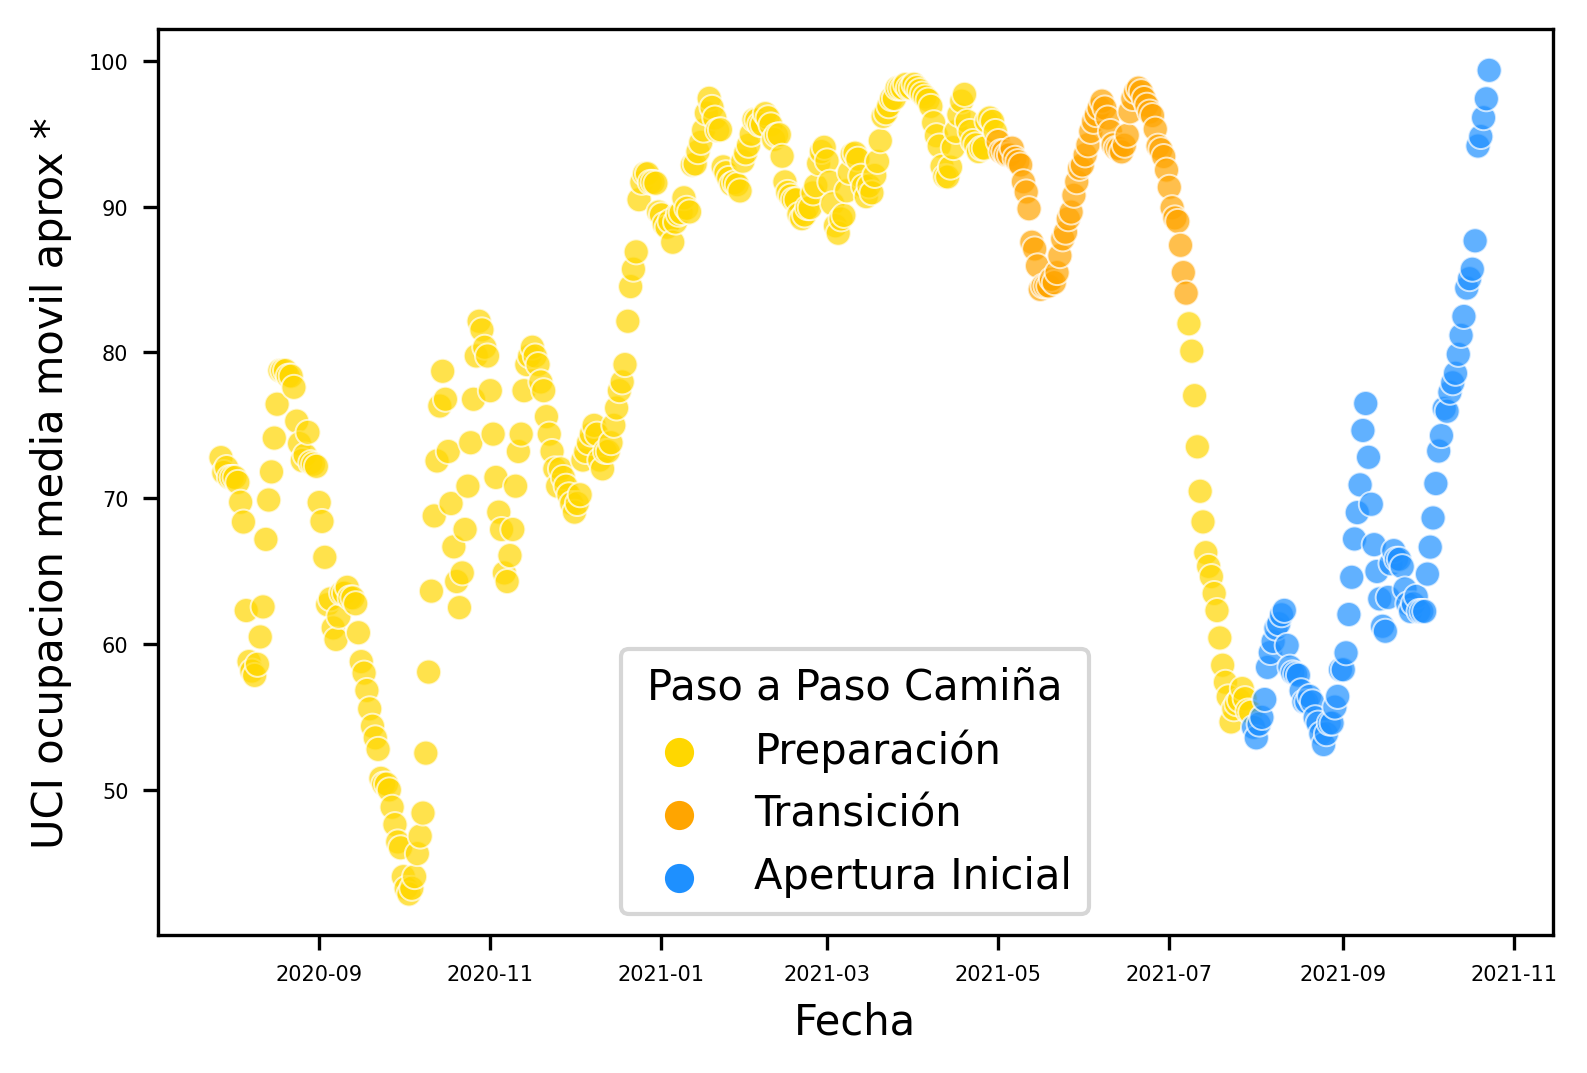 100
90
80
70
60
50
UCI ocupacion media movil aprox *
Paso a Paso Camiña
Preparación
Transición
Apertura Inicial
2020-09 2020-11 2021-01 2021-03 2021-05 2021-07 2021-09 2021-11
Fecha